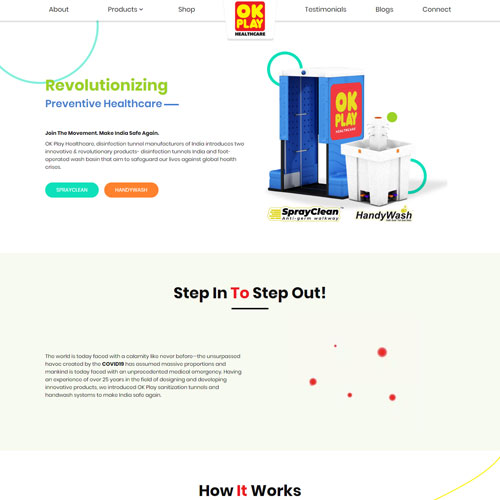 About
Products
Shop
OK
PLAY
HEALTHCARE
Testimonials
Blogs
Connect
Revolutionizing
Preventive Healthcare
Join The Movement. Make India Safe Again.
OK Play Healthcare, disinfection tunnel manufacturers of India introduces two
innovative & revolutionary products- disinfection tunnels India and foot-
operated wash basin that aim to safeguard our lives against global health
crises.
SPRAYCLEAN
HANDYWASH
OK
PLAY
HEALTHCARE
SprayClean
Anti-germ walkway
HandyWash
Step In To Step Out!
The world is today faced with a calamity like never before–the unsurpassed
havoc created by the COVID19 has assumed massive proportions and
mankind is today faced with an unprecedented medical emergency. Having
an experience of over 25 years in the field of designing and developing
innovative products, we introduced OK Play sanitization tunnels and
handwash systems to make India safe again.
How It Works